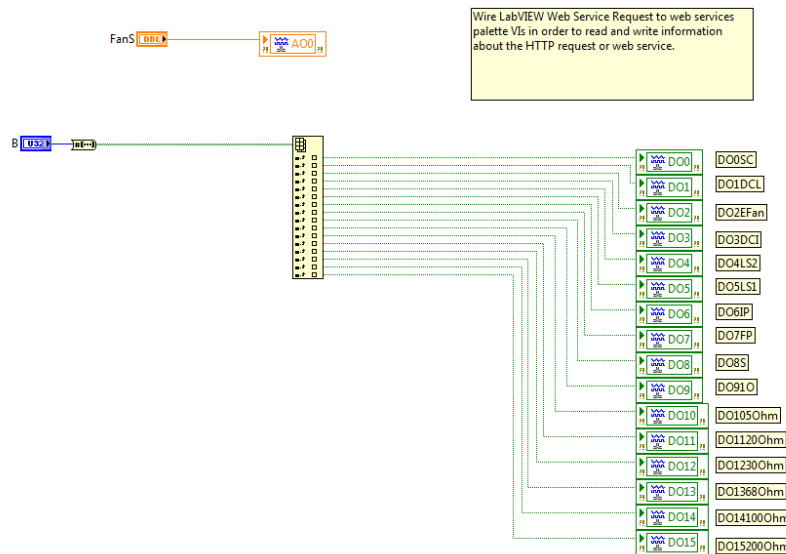 FanS DBL AO0
Wire LabVIEW Web Service Request to web services
palette VIs in order to read and write information
about the HTTP request or web service.
B U32
DO0 DO0SC
DO1 DO1DCL
DO2 DO2EFan
DO3 DO3DCI
DO4 DO4LS2
DO5 DO5LS1
DO6 DO6IP
DO7 DO7FP
DO8 DO8S
DO9 DO91O
DO10 DO105Ohm
DO11 DO1120Ohm
DO12 DO1230Ohm
DO13 DO1368Ohm
DO14 DO14100Ohm
DO15 DO15200Ohm